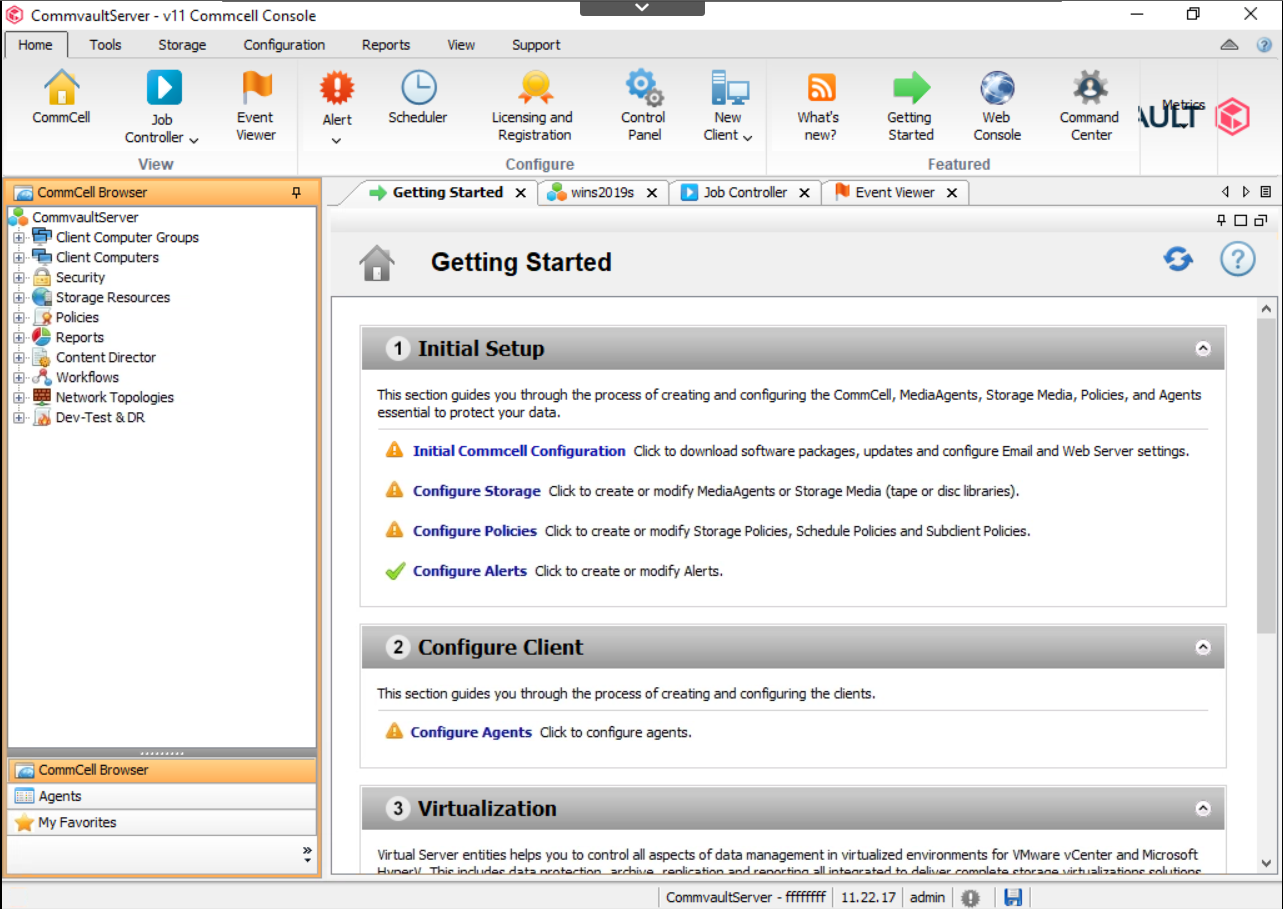 CommvaultServer - v11 Commcell Console
Home Tools Storage Configuration Reports View Support
CommCell
Job Controller
Event Viewer
View
Alert
Scheduler
Licensing and Registration
Control Panel
New Client
Configure
What's new?
Getting Started
Web Console
Command Center
Featured
Metrics
AULT
CommCell Browser
CommvaultServer
Client Computer Groups
Client Computers
Security
Storage Resources
Policies
Reports
Content Director
Workflows
Network Topologies
Dev-Test & DR
CommCell Browser
Agents
My Favorites
Getting Started wins2019s Job Controller Event Viewer
Getting Started
1 Initial Setup
This section guides you through the process of creating and configuring the CommCell, MediaAgents, Storage Media, Policies, and Agents
essential to protect your data.
Initial Commcell Configuration Click to download software packages, updates and configure Email and Web Server settings.
Configure Storage Click to create or modify MediaAgents or Storage Media (tape or disc libraries).
Configure Policies Click to create or modify Storage Policies, Schedule Policies and Subclient Policies.
Configure Alerts Click to create or modify Alerts.
2 Configure Client
This section guides you through the process of creating and configuring the clients.
Configure Agents Click to configure agents.
3 Virtualization
Virtual Server entities helps you to control all aspects of data management in virtualized environments for VMware vCenter and Microsoft
HyperV. This includes data protection, archive, replication and reporting all integrated to deliver complete storage virtualizations solutions
CommvaultServer - ffffffff 11.22.17 admin